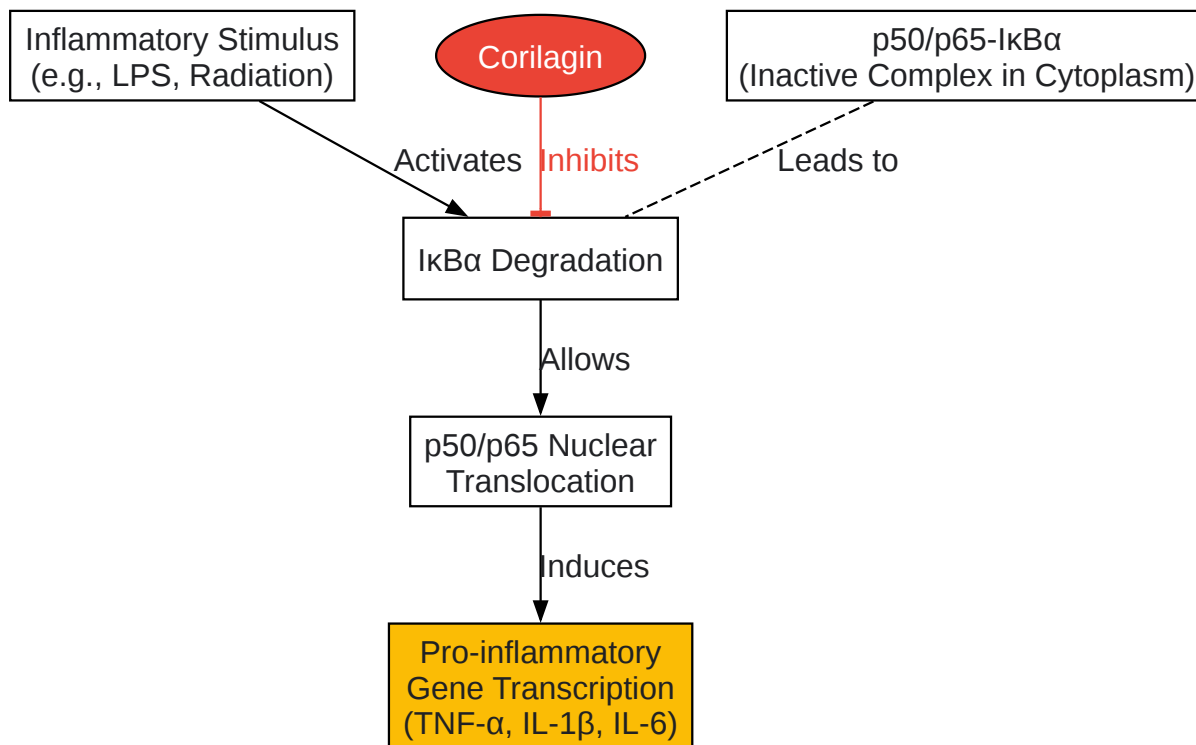 Inflammatory Stimulus
(e.g., LPS, Radiation)
Corilagin
p50/p65-IκBα
(Inactive Complex in Cytoplasm)
Activates
Inhibits
Leads to
IκBα Degradation
Allows
p50/p65 Nuclear
Translocation
Induces
Pro-inflammatory
Gene Transcription
(TNF-α, IL-1β, IL-6)